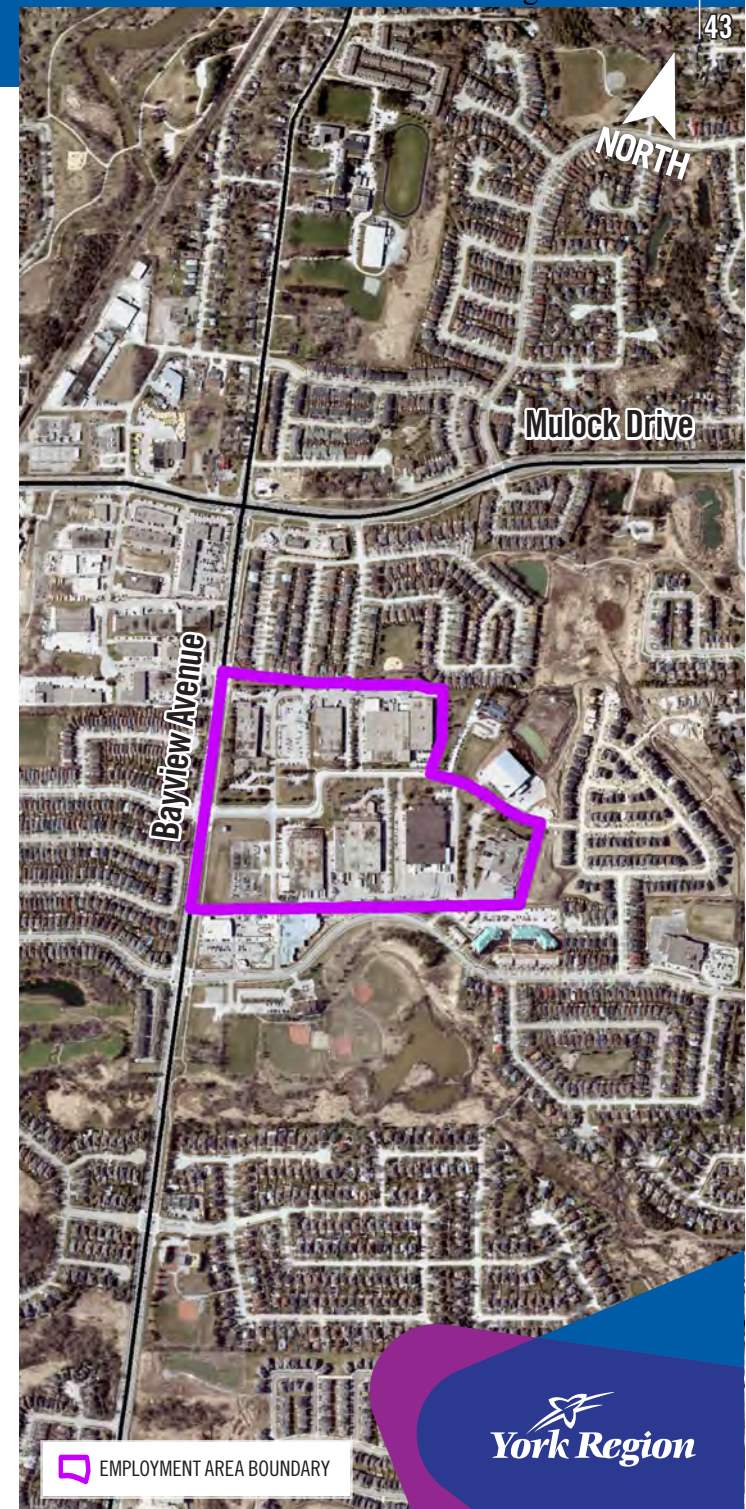 43
NORTH
Mulock Drive
Bayview Avenue
EMPLOYMENT AREA BOUNDARY
York Region